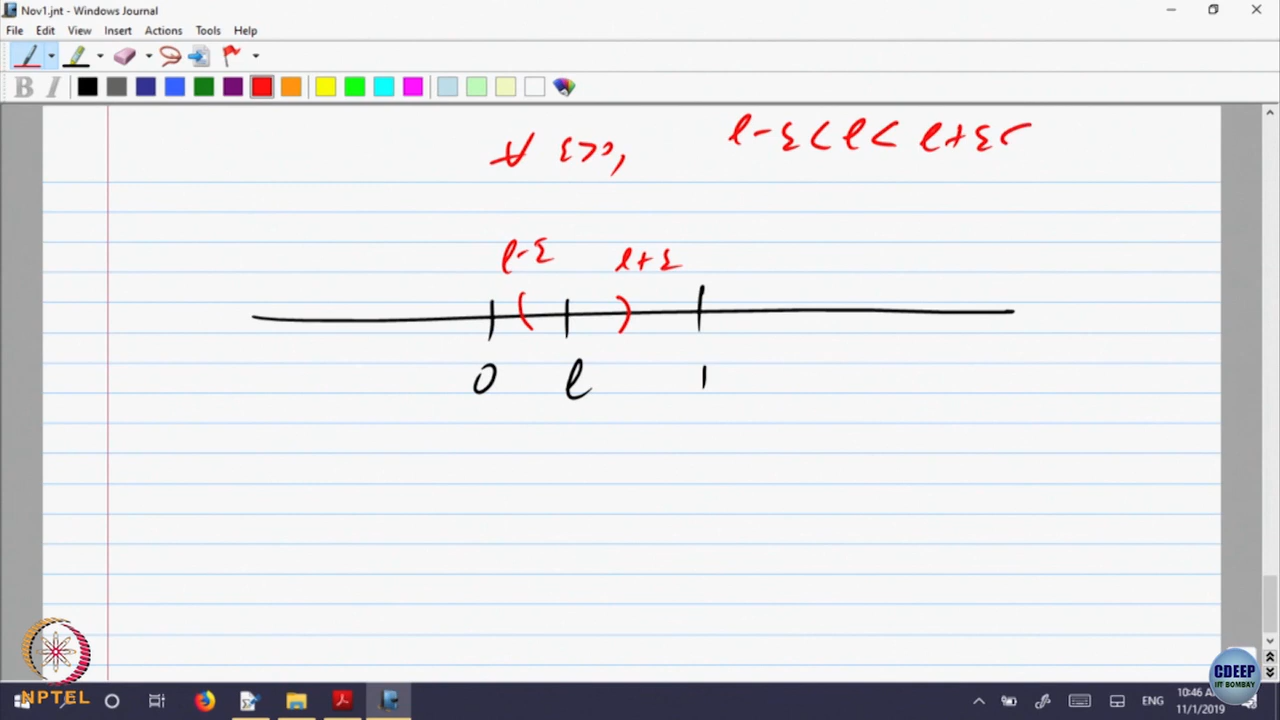 Nov1.jnt - Windows Journal
File Edit View Insert Actions Tools Help
B I
∀ ε>0, l-ε < l < l+ε <
l-ε l+ε
0 l 1
NPTEL
CDEEP
IIT BOMBAY
ENG
10:46 A
11/1/2019